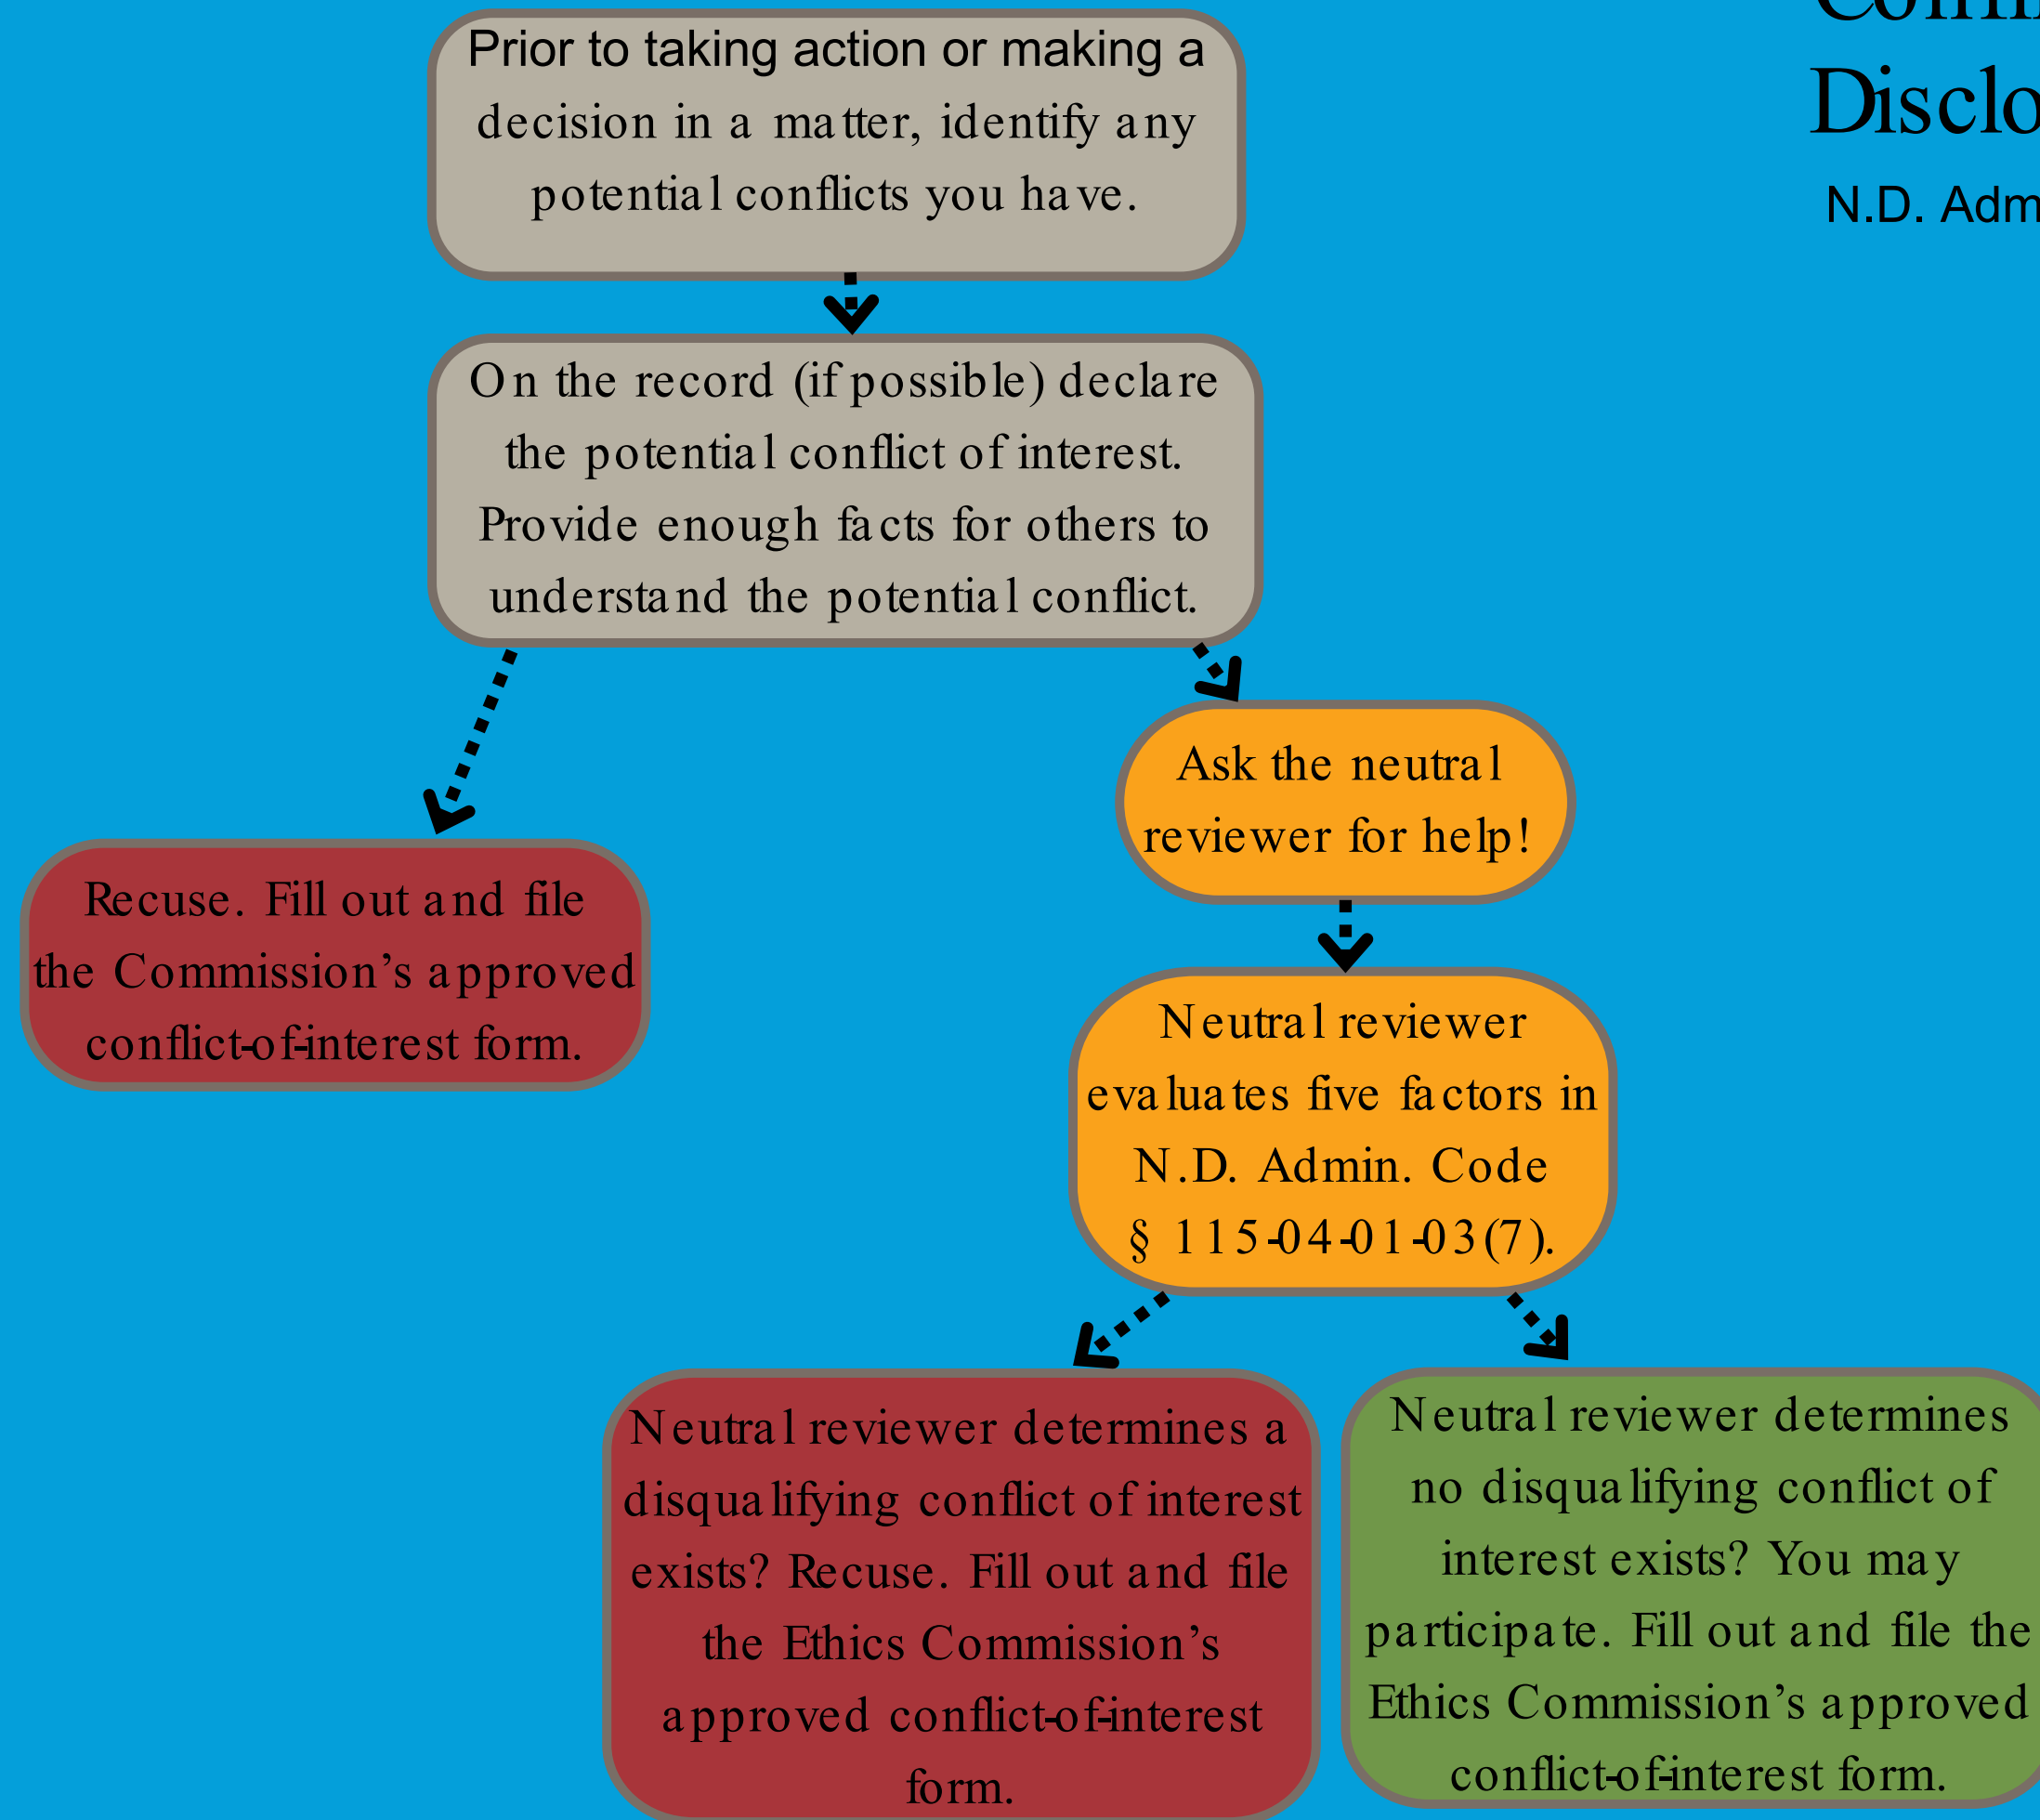 Prior to taking action or making a
decision in a matter, identify any
potential conflicts you have.
On the record (if possible) declare
the potential conflict of interest.
Provide enough facts for others to
understand the potential conflict.
Recuse. Fill out and file
the Commission’s approved
conflict-of-interest form.
Ask the neutral
reviewer for help!
Neutral reviewer
evaluates five factors in
N.D. Admin. Code
§ 115-04-01-03(7).
Neutral reviewer determines a
disqualifying conflict of interest
exists? Recuse. Fill out and file
the Ethics Commission’s
approved conflict-of-interest
form.
Neutral reviewer determines
no disqualifying conflict of
interest exists? You may
participate. Fill out and file the
Ethics Commission’s approved
conflict-of-interest form.
N.D.